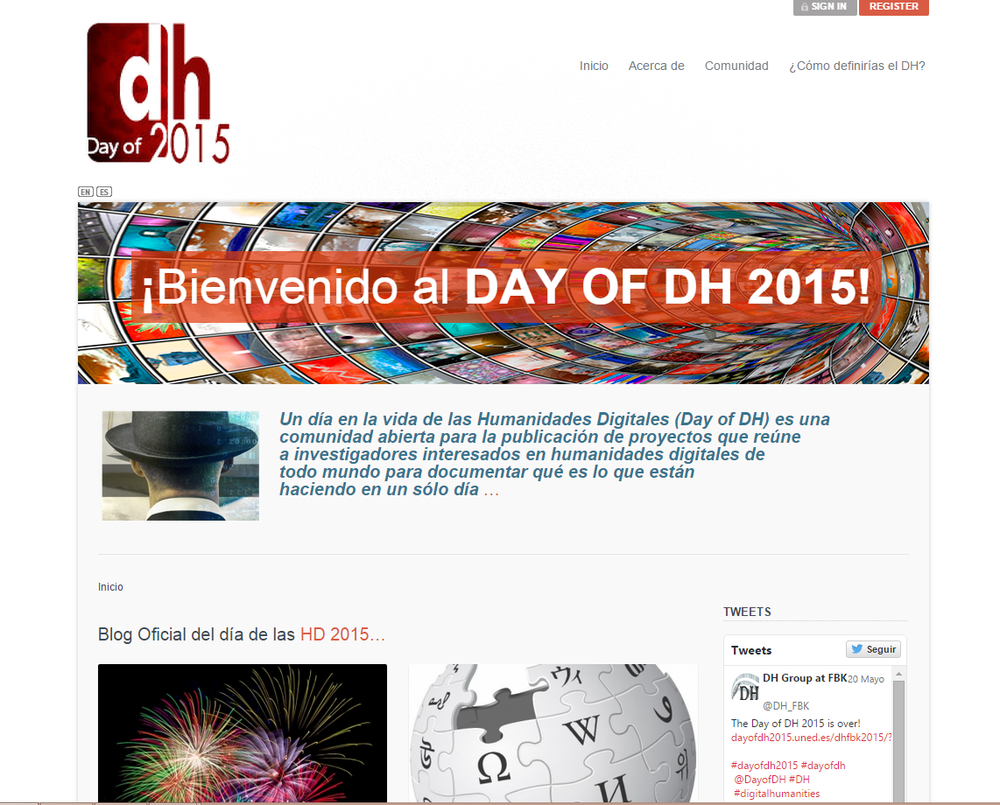 SIGN IN
REGISTER
dh
Day of 2015
Inicio
Acerca de
Comunidad
¿Cómo definirías el DH?
EN ES
¡Bienvenido al DAY OF DH 2015!
Un día en la vida de las Humanidades Digitales (Day of DH) es una
comunidad abierta para la publicación de proyectos que reúne
a investigadores interesados en humanidades digitales de
todo mundo para documentar qué es lo que están
haciendo en un sólo día …
Inicio
Blog Oficial del día de las HD 2015…
W
Ω
И
TWEETS
Tweets
Seguir
DH
DH Group at FBK 20 Mayo
@DH_FBK
The Day of DH 2015 is over!
dayofdh2015.uned.es/dhfbk2015/?
#dayofdh2015 #dayofdh
@DayofDH #DH
#digitalhumanities